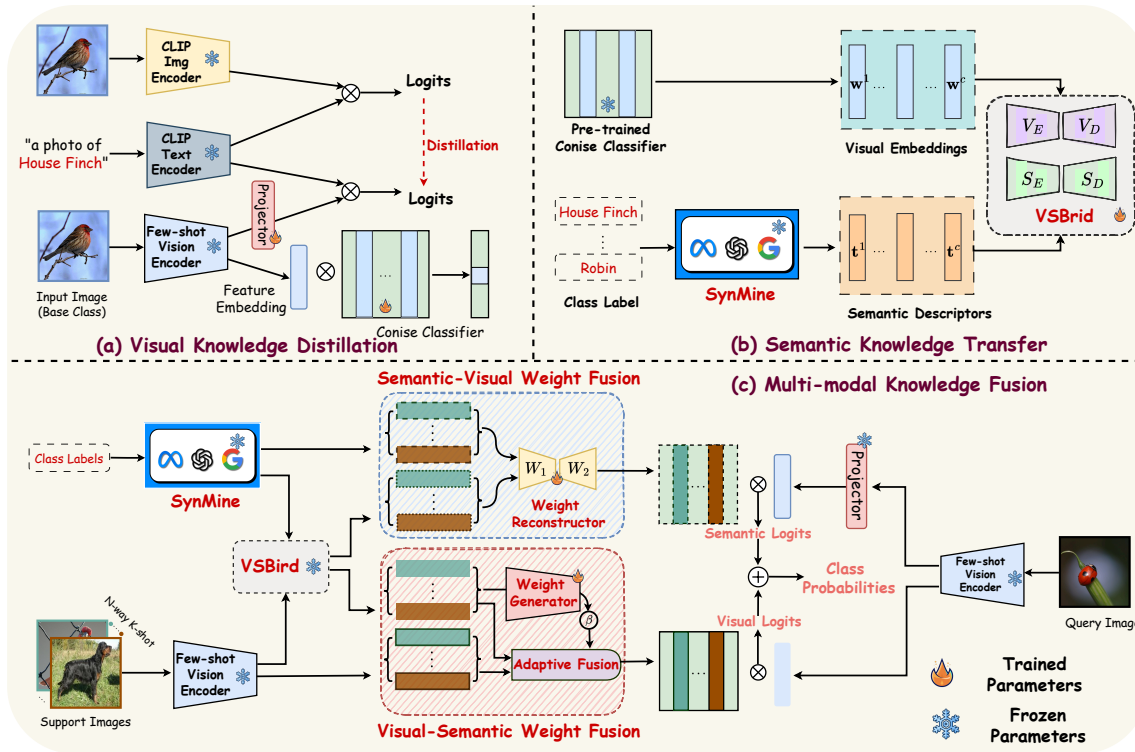 CLIP
Img
Encoder
"a photo of
House Finch"
CLIP
Text
Encoder
Logits
Distillation
Logits
Projector
Few-shot
Vision
Encoder
Input Image
(Base Class)
Feature
Embedding
...
Conise Classifier
(a) Visual Knowledge Distillation
Pre-trained
Conise Classifier
w¹ ... ... wᶜ
Visual Embeddings
V_E V_D
S_E S_D
VSBrid
House Finch
Robin
Class Label
SynMine
t¹ ... ... tᶜ
Semantic Descriptors
(b) Semantic Knowledge Transfer
Semantic-Visual Weight Fusion
(c) Multi-modal Knowledge Fusion
Class Labels
SynMine
W₁ W₂
Weight
Reconstructor
VSBird
Weight
Generator
β
Adaptive Fusion
Visual-Semantic Weight Fusion
N-way K-shot
Support Images
Few-shot
Vision
Encoder
...
Semantic Logits
Class
Probabilities
Visual Logits
...
Projector
Few-shot
Vision
Encoder
Query Image
Trained
Parameters
Frozen
Parameters